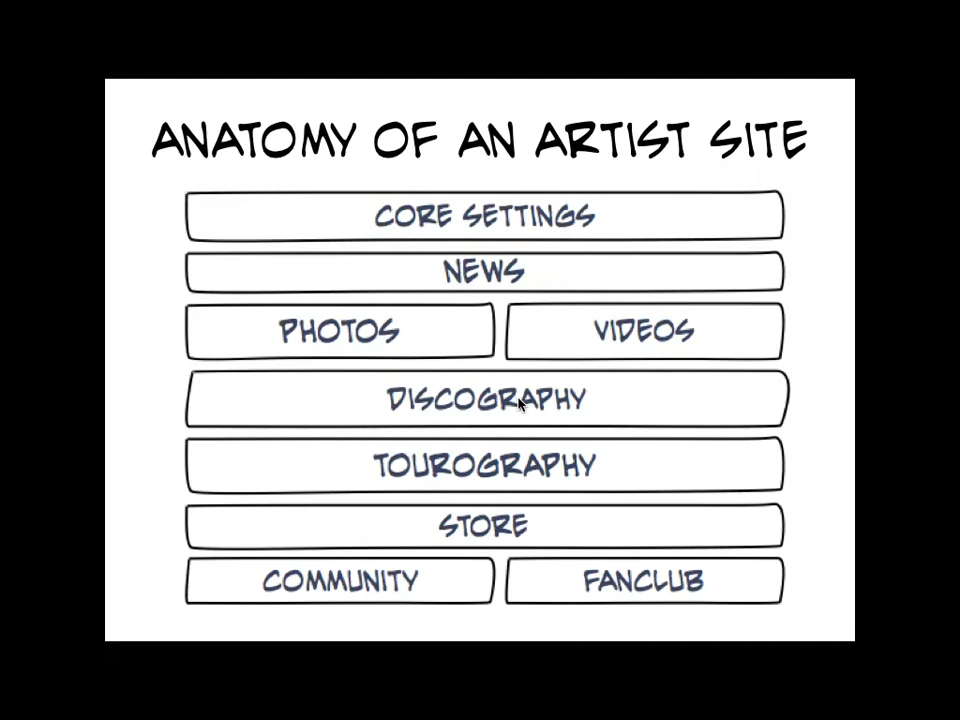 ANATOMY OF AN ARTIST SITE
CORE SETTINGS
NEWS
PHOTOS
VIDEOS
DISCOGRAPHY
TOUROGRAPHY
STORE
COMMUNITY
FANCLUB